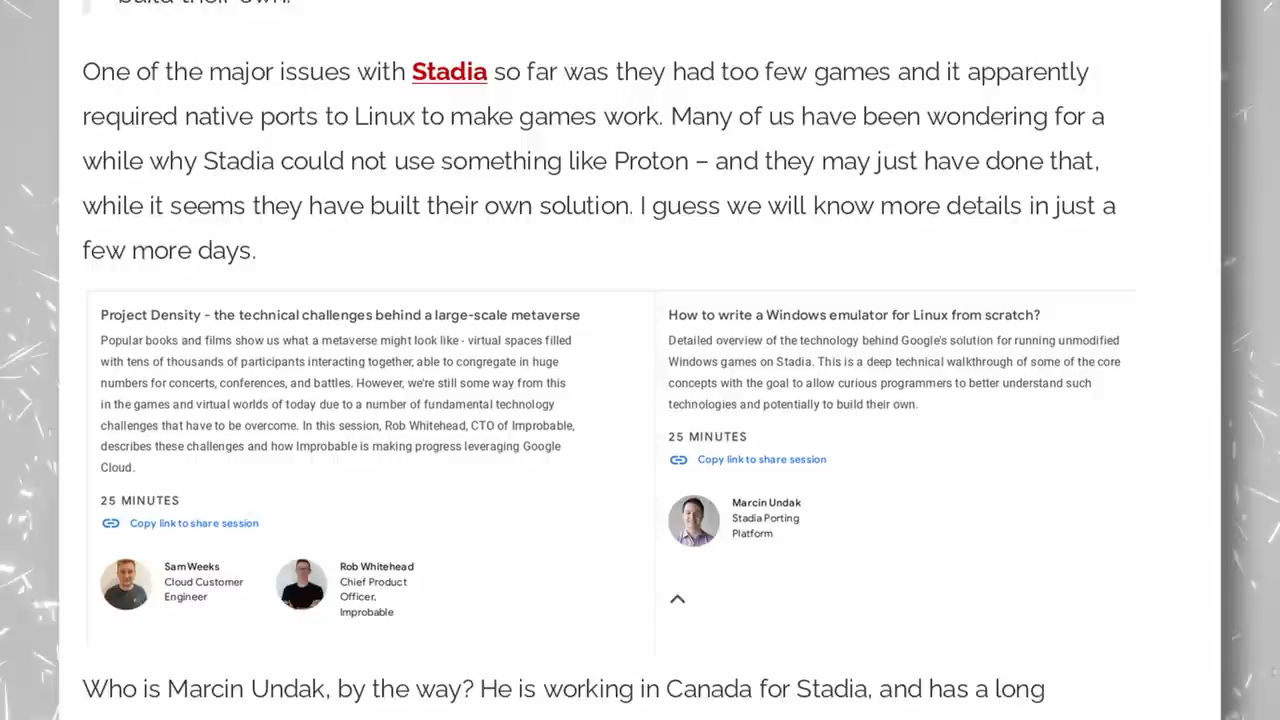 build their own.
One of the major issues with Stadia so far was they had too few games and it apparently
required native ports to Linux to make games work. Many of us have been wondering for a
while why Stadia could not use something like Proton – and they may just have done that,
while it seems they have built their own solution. I guess we will know more details in just a
few more days.
Project Density - the technical challenges behind a large-scale metaverse
Popular books and films show us what a metaverse might look like - virtual spaces filled
with tens of thousands of participants interacting together, able to congregate in huge
numbers for concerts, conferences, and battles. However, we're still some way from this
in the games and virtual worlds of today due to a number of fundamental technology
challenges that have to be overcome. In this session, Rob Whitehead, CTO of Improbable,
describes these challenges and how Improbable is making progress leveraging Google
Cloud.
25 MINUTES
Copy link to share session
Sam Weeks
Cloud Customer
Engineer
Rob Whitehead
Chief Product
Officer,
Improbable
How to write a Windows emulator for Linux from scratch?
Detailed overview of the technology behind Google's solution for running unmodified
Windows games on Stadia. This is a deep technical walkthrough of some of the core
concepts with the goal to allow curious programmers to better understand such
technologies and potentially to build their own.
25 MINUTES
Copy link to share session
Marcin Undak
Stadia Porting
Platform
Who is Marcin Undak, by the way? He is working in Canada for Stadia, and has a long